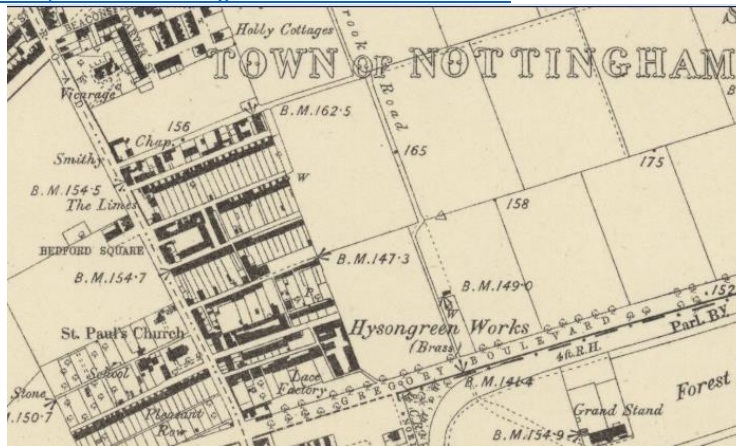 Holly Cottages
TOWN OF NOTTINGHAM
Vicarage
ROAD
Road
B.M.162·5
156
Chap.
165
Smithy
175
B.M.154·5
W
The Limes
158
BEDFORD SQUARE
B.M.147·3
B.M.154·7
B.M.149·0
W
152
St. Paul's Church
Hysongreen Works
(Brass)
Parl. By.
School
Lace
Factory
GREGORY BOULEVARD
4ft. R.H.
B.M.141·4
Forest
Stone
150·7
Pleasant
Row
Grand Stand
B.M.154·9